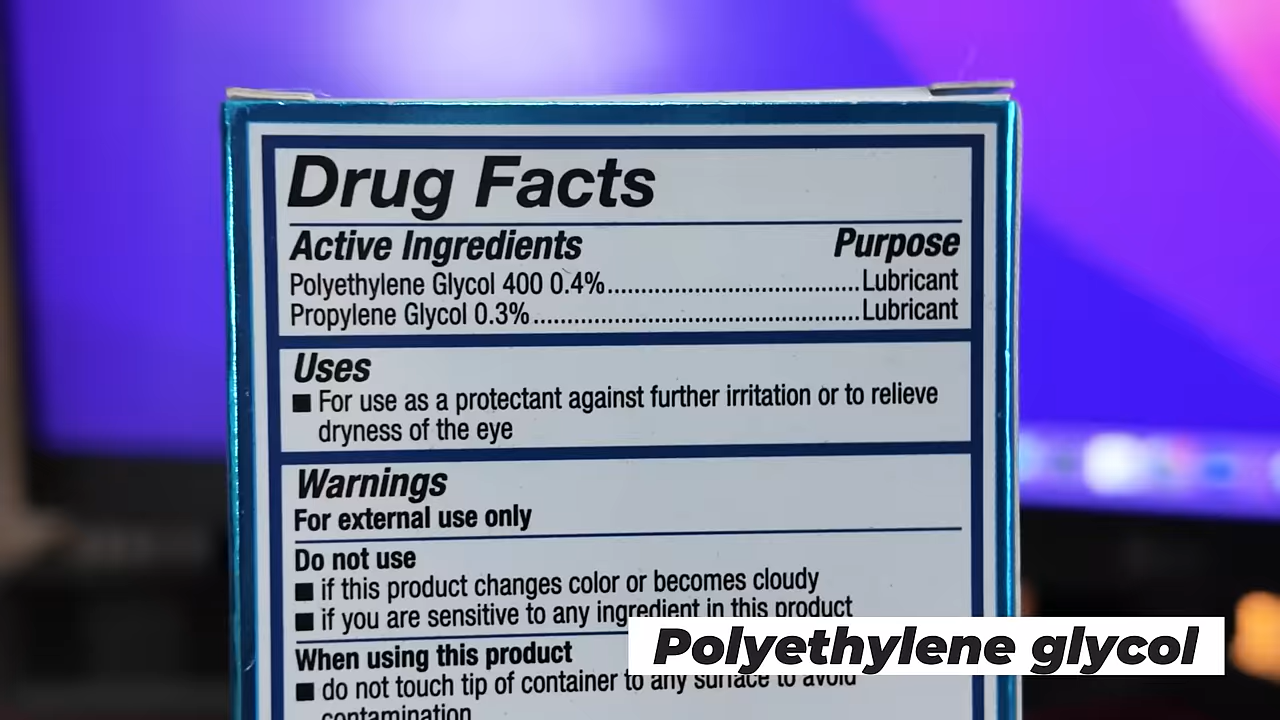 Drug Facts
Active Ingredients Purpose
Polyethylene Glycol 400 0.4%..............................Lubricant
Propylene Glycol 0.3%.......................................Lubricant
Uses
■ For use as a protectant against further irritation or to relieve
dryness of the eye
Warnings
For external use only
Do not use
■ if this product changes color or becomes cloudy
■ if you are sensitive to any ingredient in this product
When using this product
■ do not touch tip of container to any surface to avoid
contamination
Polyethylene glycol